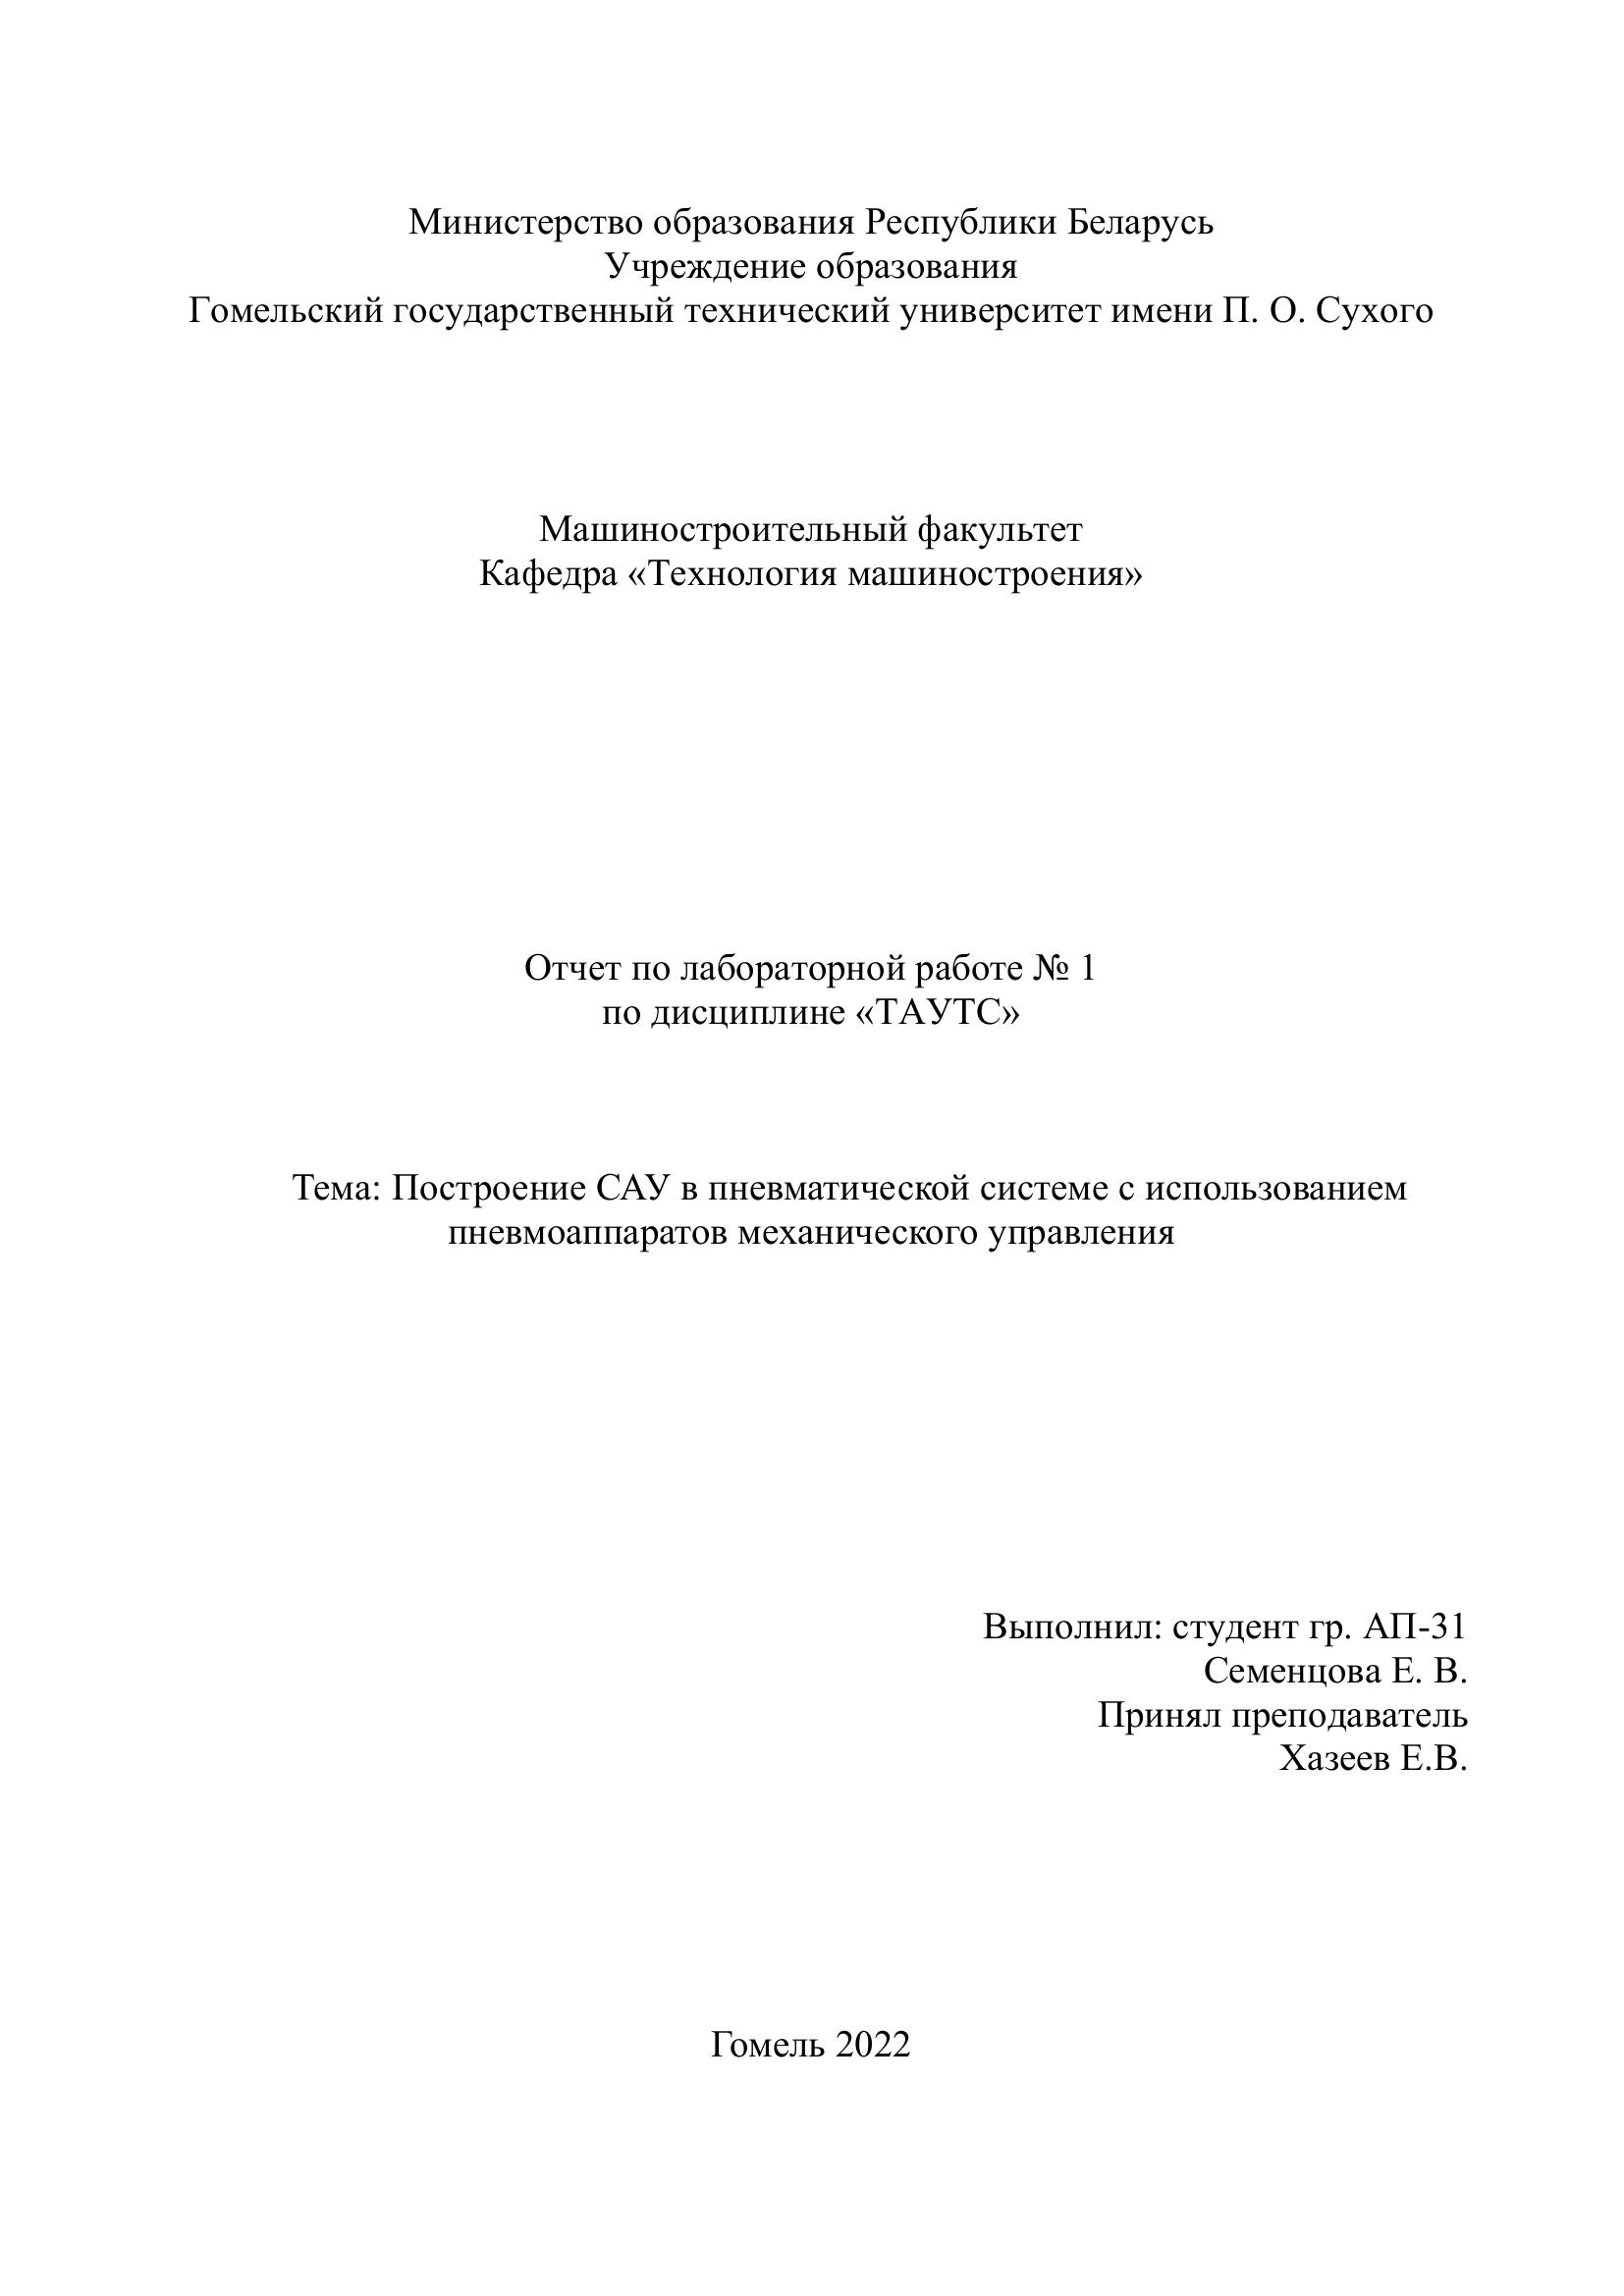 Министерство образования Республики Беларусь
Учреждение образования
Гомельский государственный технический университет имени П. О. Сухого
Машиностроительный факультет
Кафедра «Технология машиностроения»
Отчет по лабораторной работе № 1
по дисциплине «ТАУТС»
Тема: Построение САУ в пневматической системе с использованием
пневмоаппаратов механического управления
Выполнил: студент гр. АП-31
Семенцова Е. В.
Принял преподаватель
Хазеев Е.В.
Гомель 2022